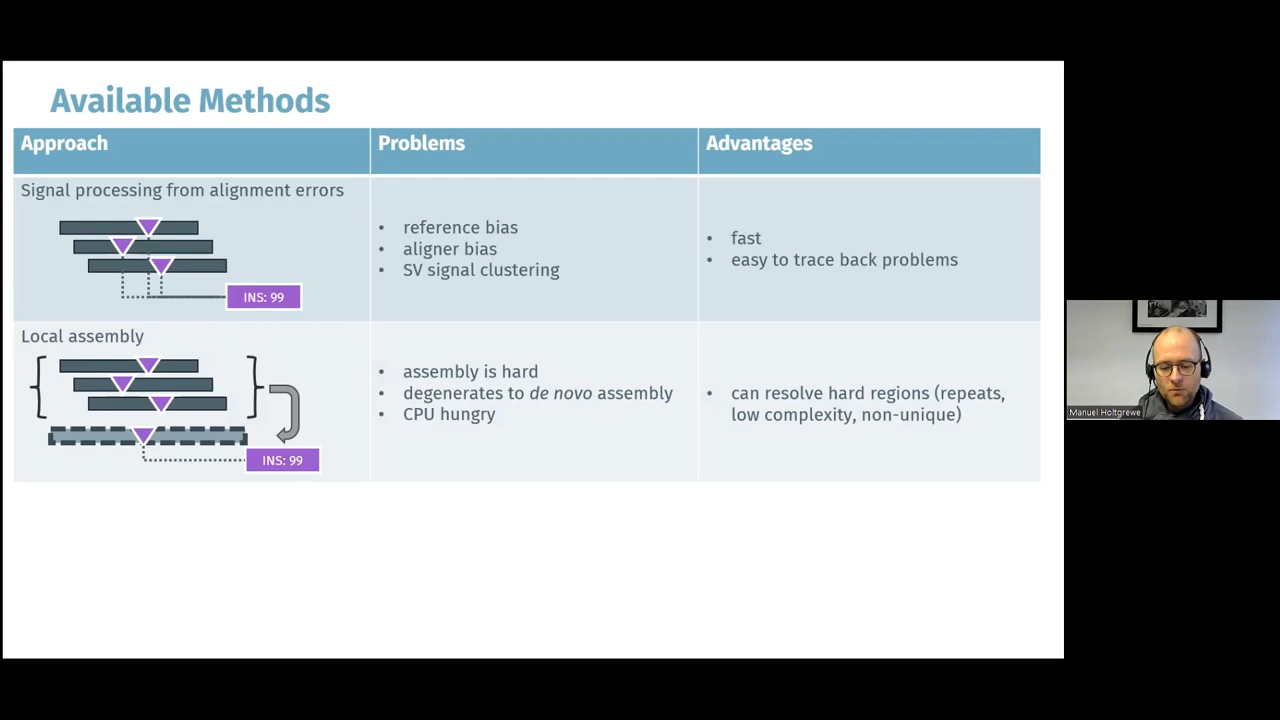 Available Methods
Approach
Problems
Advantages
Signal processing from alignment errors
INS: 99
• reference bias
• aligner bias
• SV signal clustering
• fast
• easy to trace back problems
Local assembly
INS: 99
• assembly is hard
• degenerates to de novo assembly
• CPU hungry
• can resolve hard regions (repeats,
low complexity, non-unique)
Manuel Holtgrewe